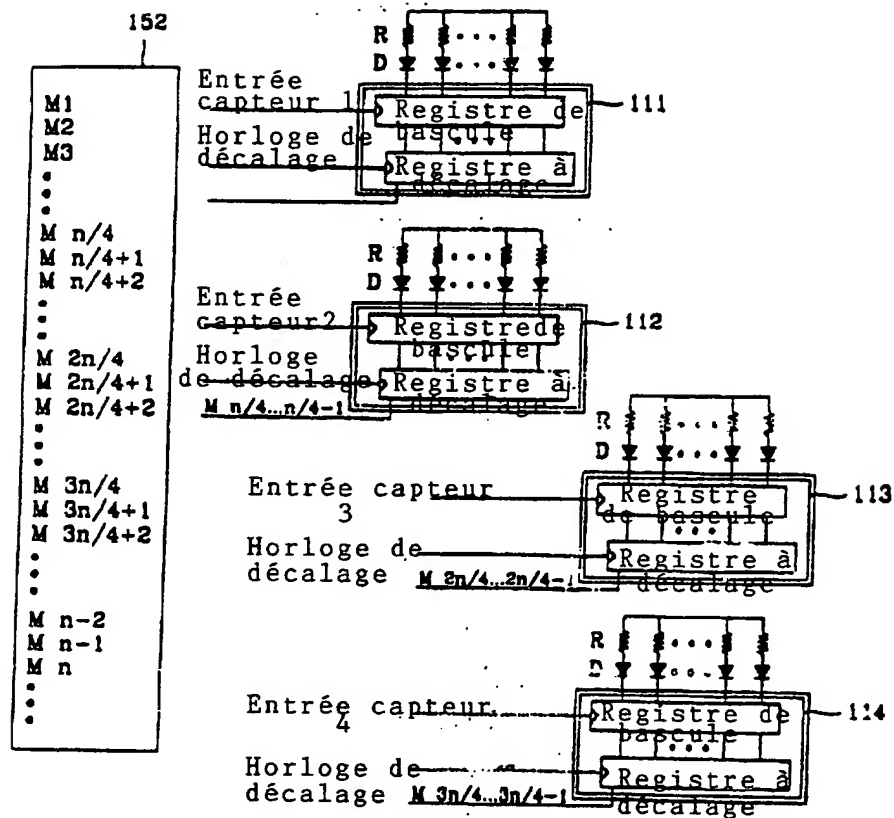 152
M1
M2
M3
M n/4
M n/4+1
M n/4+2
M 2n/4
M 2n/4+1
M 2n/4+2
M 3n/4
M 3n/4+1
M 3n/4+2
M n-2
M n-1
M n
R
D
Entrée
capteur 1
Registre de
bascule
111
Horloge de
décalage
Registre à
décalage
R
D
Entrée
capteur2
Registrede
bascule
112
Horloge
de décalage
Registre à
décalage
M n/4...n/4-1
R
D
Entrée capteur
3
Registre
de bascule
113
Horloge de
décalage
Registre à
décalage
M 2n/4...2n/4-1
R
D
Entrée capteur
4
Registre de
bascule
114
Horloge de
décalage
Registre à
décalage
M 3n/4...3n/4-1